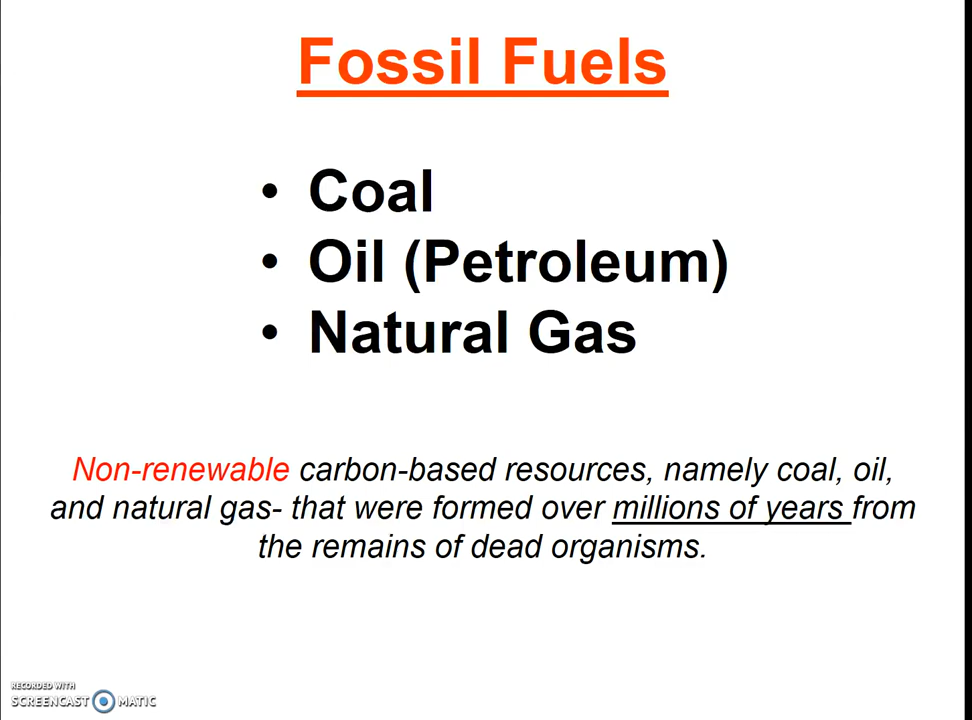 Fossil Fuels
• Coal
• Oil (Petroleum)
• Natural Gas
Non-renewable carbon-based resources, namely coal, oil,
and natural gas- that were formed over millions of years from
the remains of dead organisms.
RECORDED WITH
SCREENCAST MATIC